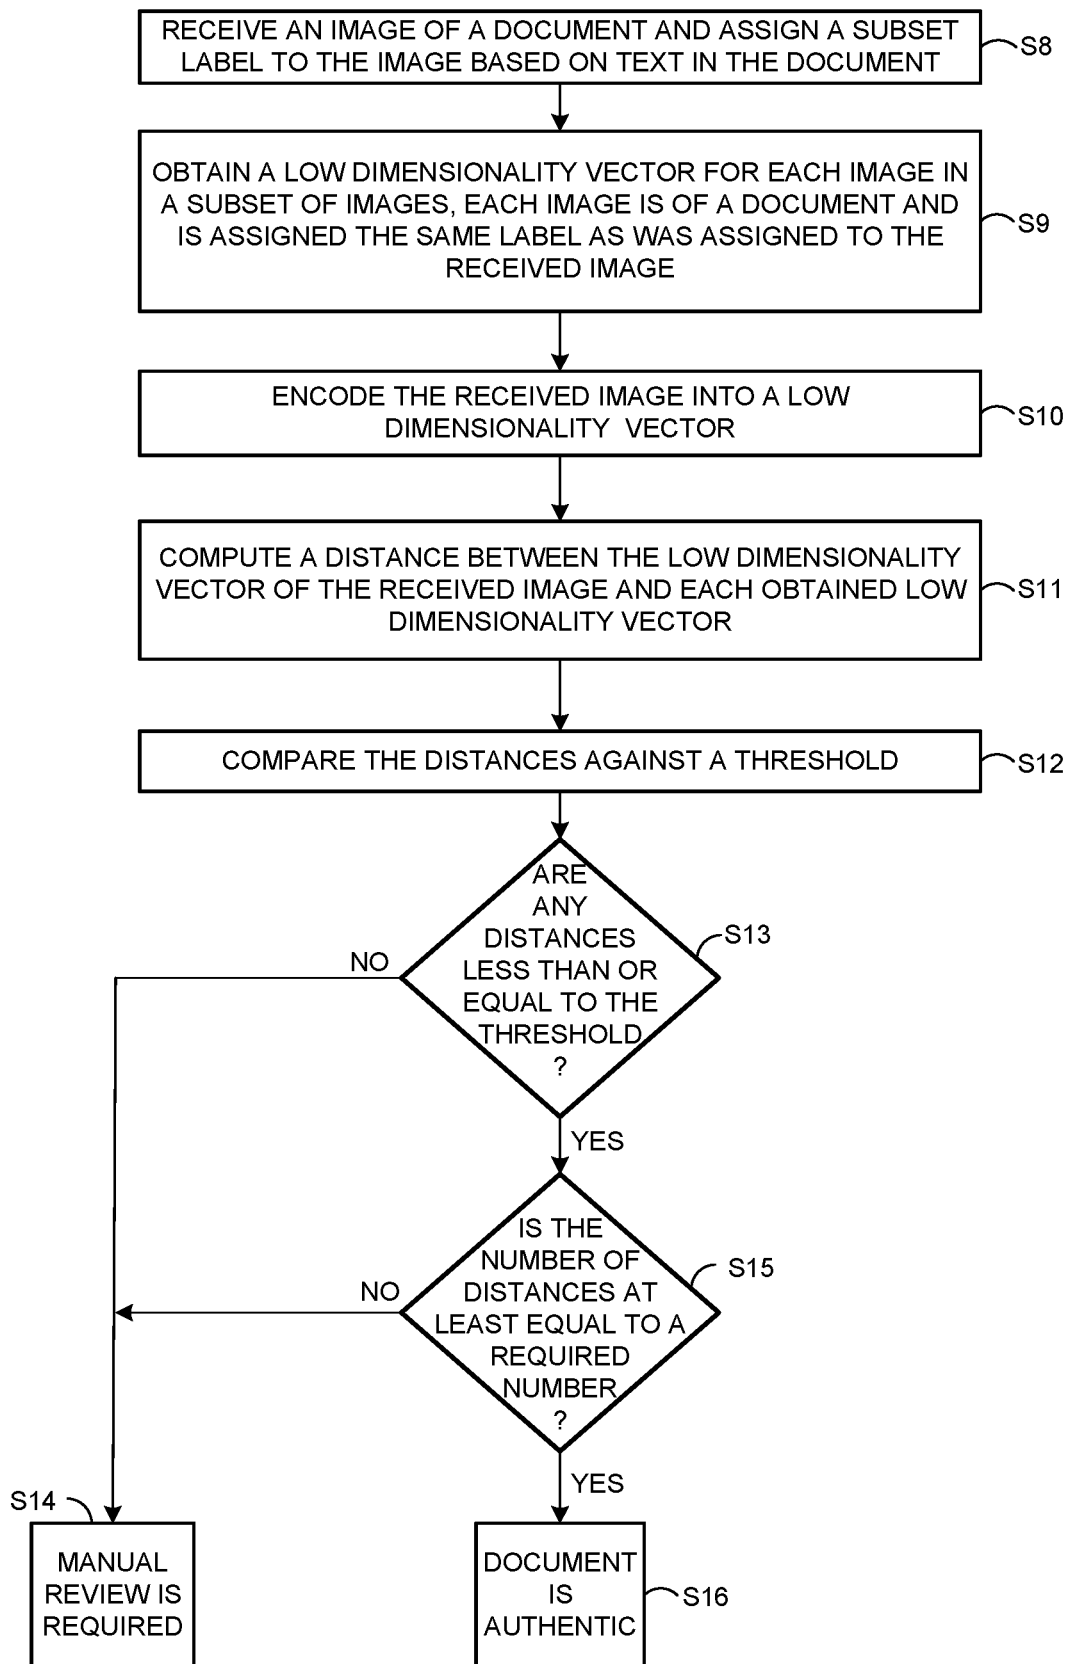 RECEIVE AN IMAGE OF A DOCUMENT AND ASSIGN A SUBSET
LABEL TO THE IMAGE BASED ON TEXT IN THE DOCUMENT
S8
OBTAIN A LOW DIMENSIONALITY VECTOR FOR EACH IMAGE IN
A SUBSET OF IMAGES, EACH IMAGE IS OF A DOCUMENT AND
IS ASSIGNED THE SAME LABEL AS WAS ASSIGNED TO THE
RECEIVED IMAGE
S9
ENCODE THE RECEIVED IMAGE INTO A LOW
DIMENSIONALITY VECTOR
S10
COMPUTE A DISTANCE BETWEEN THE LOW DIMENSIONALITY
VECTOR OF THE RECEIVED IMAGE AND EACH OBTAINED LOW
DIMENSIONALITY VECTOR
S11
COMPARE THE DISTANCES AGAINST A THRESHOLD
S12
ARE
ANY
DISTANCES
LESS THAN OR
EQUAL TO THE
THRESHOLD
?
S13
NO
YES
IS THE
NUMBER OF
DISTANCES AT
LEAST EQUAL TO A
REQUIRED
NUMBER
?
S15
NO
YES
S14
MANUAL
REVIEW IS
REQUIRED
DOCUMENT
IS
AUTHENTIC
S16